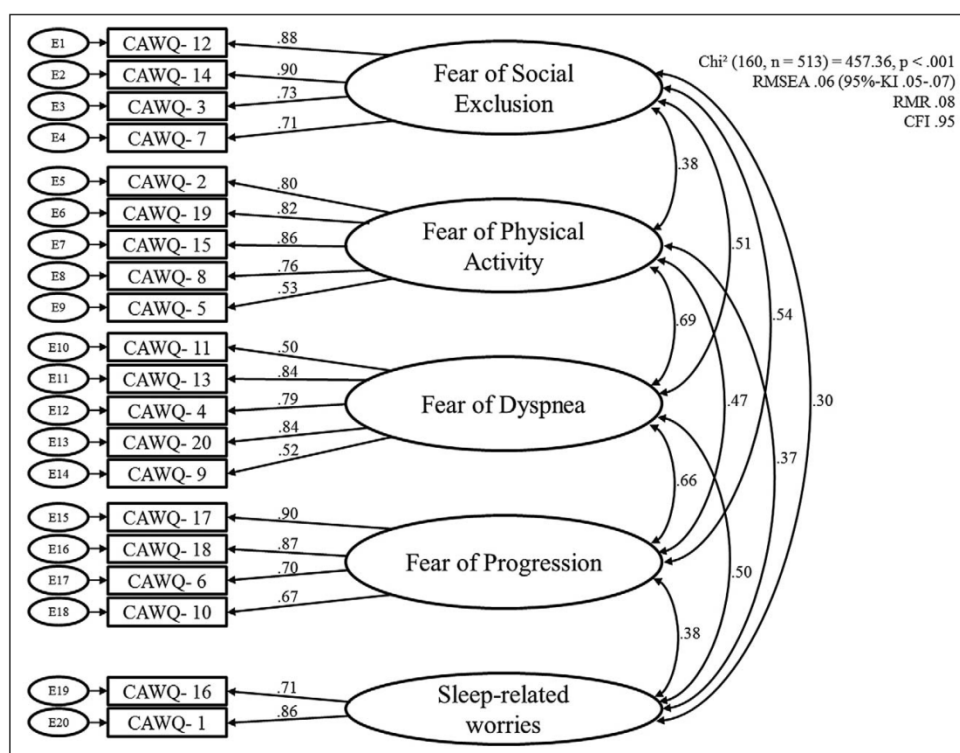 Chi² (160, n = 513) = 457.36, p < .001
RMSEA .06 (95%-KI .05-.07)
RMR .08
CFI .95
E1 CAWQ- 12 .88
E2 CAWQ- 14 .90
E3 CAWQ- 3 .73
E4 CAWQ- 7 .71
Fear of Social
Exclusion
.38
E5 CAWQ- 2 .80
E6 CAWQ- 19 .82
E7 CAWQ- 15 .86
E8 CAWQ- 8 .76
E9 CAWQ- 5 .53
Fear of Physical
Activity
.51
.69
.54
.47
.30
.37
E10 CAWQ- 11 .50
E11 CAWQ- 13 .84
E12 CAWQ- 4 .79
E13 CAWQ- 20 .84
E14 CAWQ- 9 .52
Fear of Dyspnea
.66
E15 CAWQ- 17 .90
E16 CAWQ- 18 .87
E17 CAWQ- 6 .70
E18 CAWQ- 10 .67
Fear of Progression
.50
.38
E19 CAWQ- 16 .71
E20 CAWQ- 1 .86
Sleep-related
worries